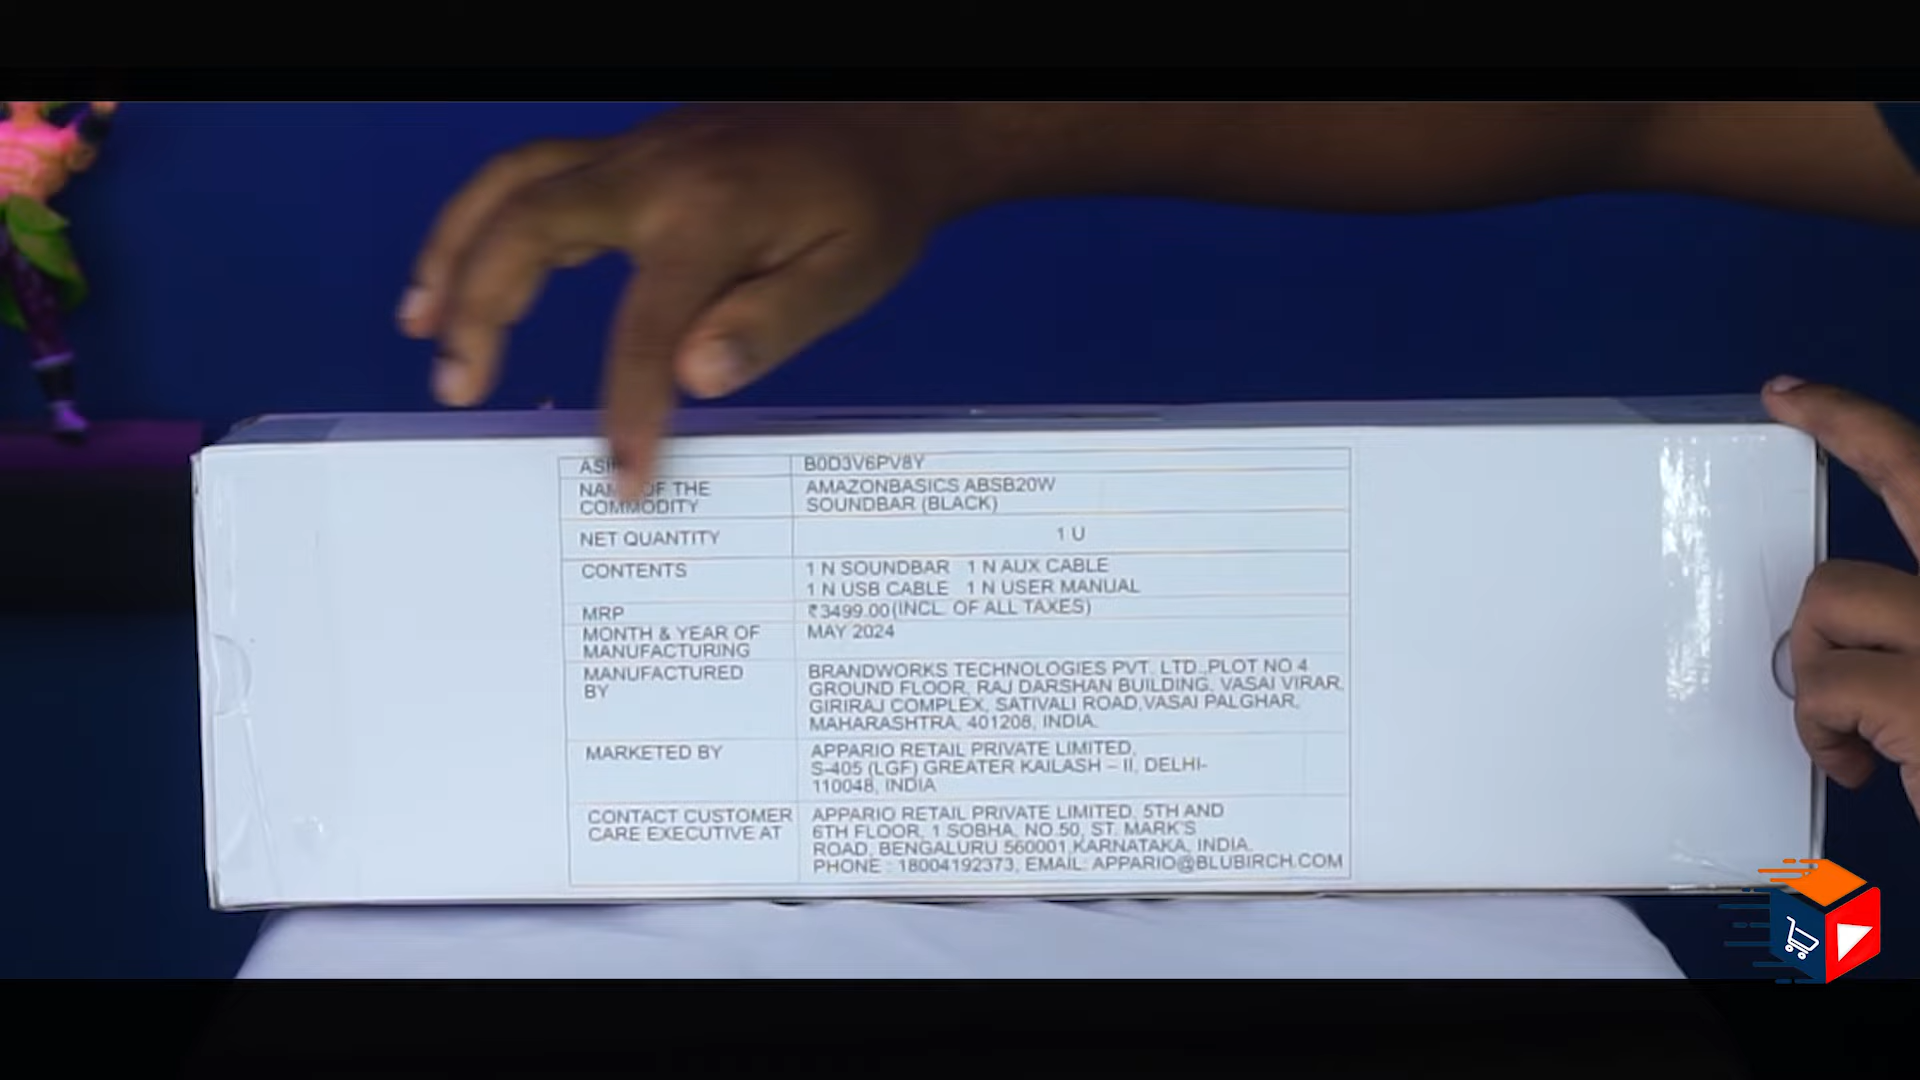 ASIN B0D3V6PV8Y
NAME OF THE AMAZONBASICS ABSB20W
COMMODITY SOUNDBAR (BLACK)
NET QUANTITY 1 U
CONTENTS 1 N SOUNDBAR 1 N AUX CABLE
1 N USB CABLE 1 N USER MANUAL
MRP ₹3499.00(INCL. OF ALL TAXES)
MONTH & YEAR OF MAY 2024
MANUFACTURING
MANUFACTURED BRANDWORKS TECHNOLOGIES PVT. LTD.,PLOT NO 4
BY GROUND FLOOR, RAJ DARSHAN BUILDING, VASAI VIRAR,
GIRIRAJ COMPLEX, SATIVALI ROAD,VASAI PALGHAR,
MAHARASHTRA, 401208, INDIA.
MARKETED BY APPARIO RETAIL PRIVATE LIMITED,
S-405 (LGF) GREATER KAILASH – II, DELHI-
110048, INDIA
CONTACT CUSTOMER APPARIO RETAIL PRIVATE LIMITED, 5TH AND
CARE EXECUTIVE AT 6TH FLOOR, 1 SOBHA, NO.50, ST. MARK'S
ROAD, BENGALURU 560001,KARNATAKA, INDIA.
PHONE : 18004192373, EMAIL: APPARIO@BLUBIRCH.COM